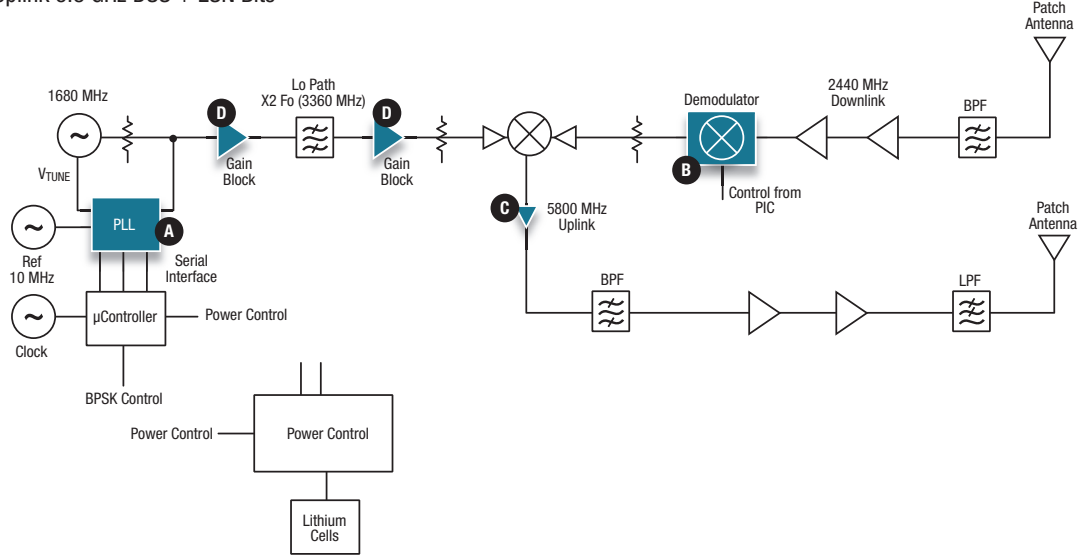 Patch
Antenna
1680 MHz
Lo Path
X2 Fo (3360 MHz)
D
D
Demodulator
2440 MHz
Downlink
BPF
Gain
Block
Gain
Block
VTUNE
B
Control from
PIC
PLL
A
C
5800 MHz
Uplink
Patch
Antenna
Ref
10 MHz
Serial
Interface
BPF
LPF
µController
Power Control
Clock
BPSK Control
Power Control
Power Control
Lithium
Cells